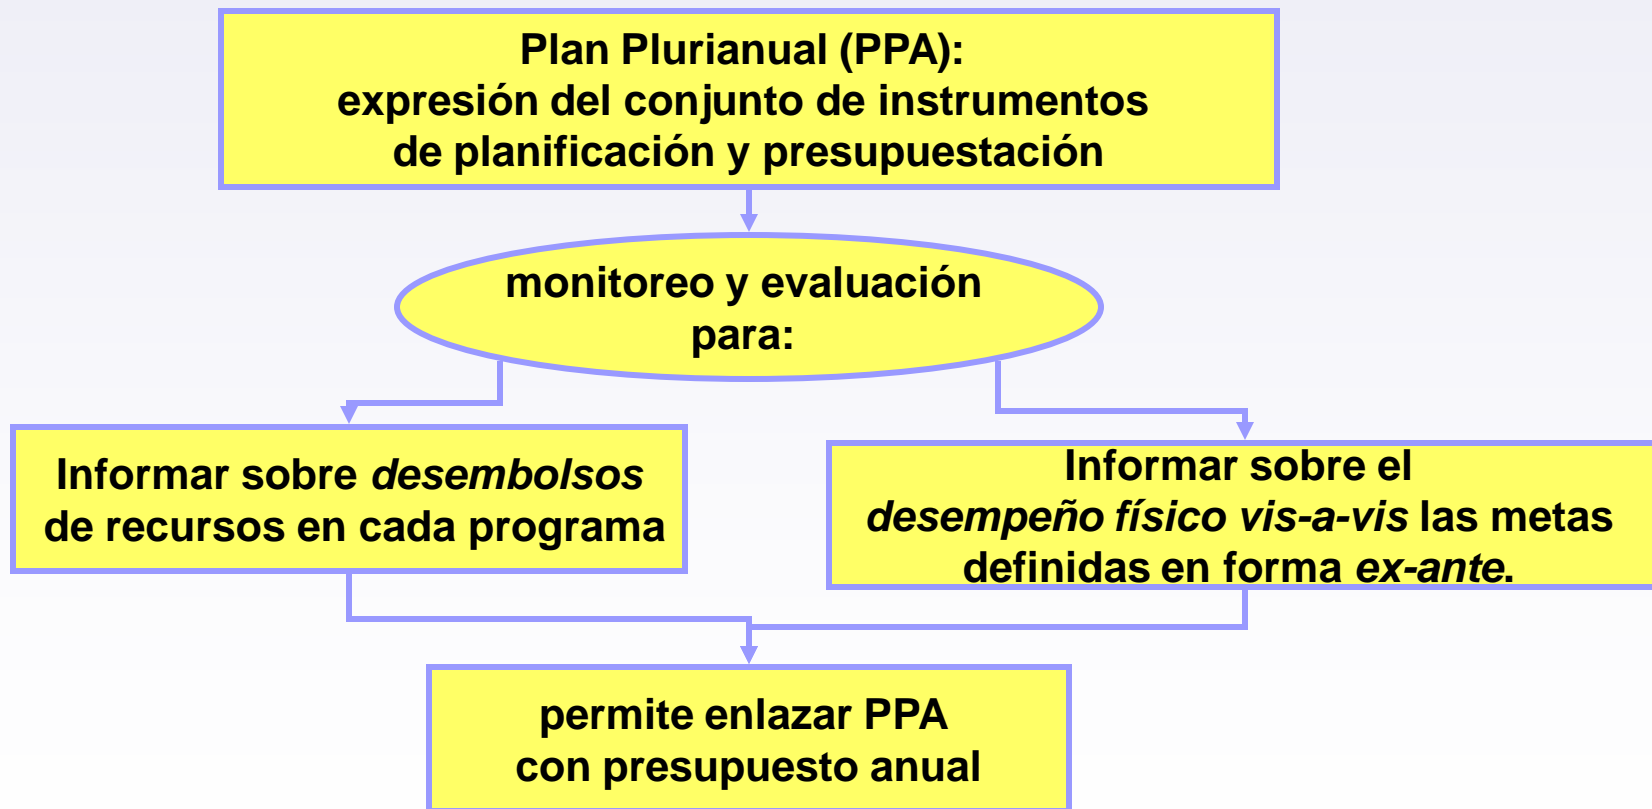 Plan Plurianual (PPA):
expresión del conjunto de instrumentos
de planificación y presupuestación
monitoreo y evaluación
para:
Informar sobre desembolsos
de recursos en cada programa
Informar sobre el
desempeño físico vis-a-vis las metas
definidas en forma ex-ante.
permite enlazar PPA
con presupuesto anual